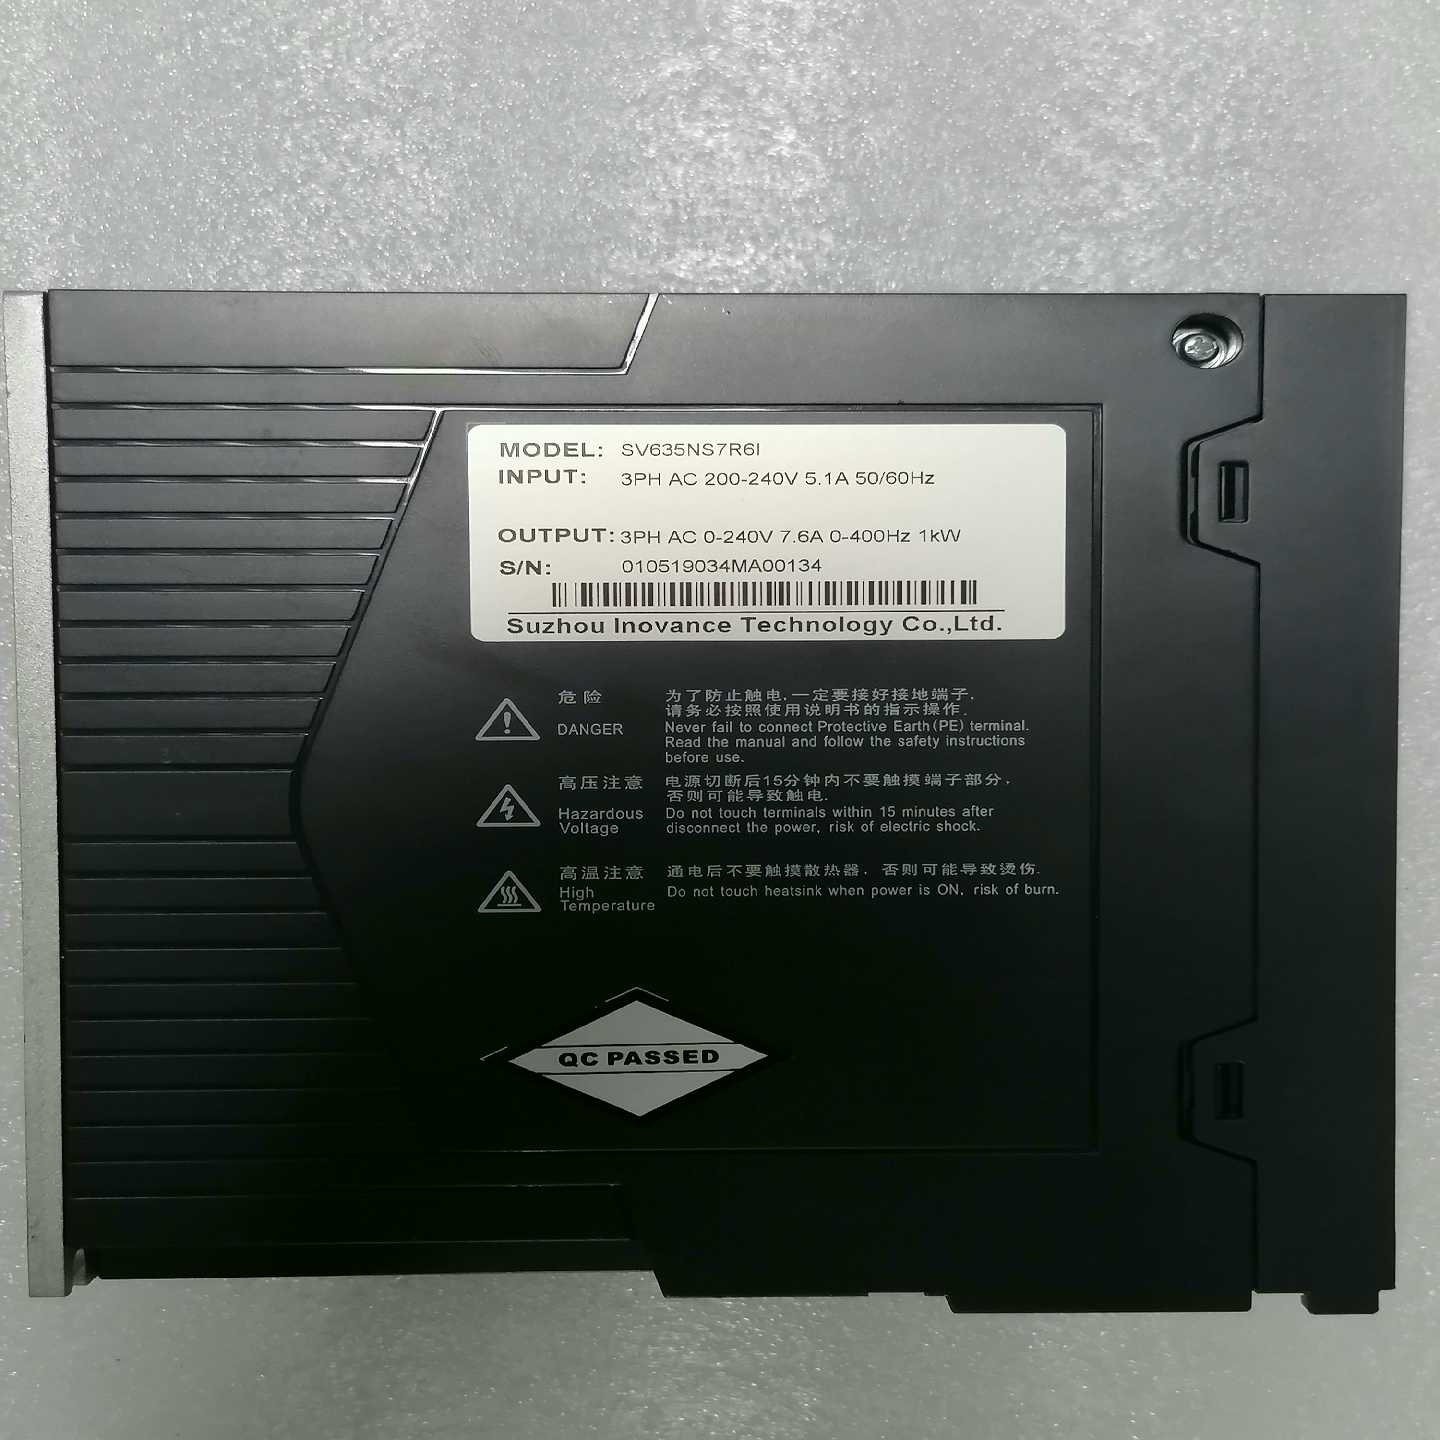 MODEL: SV635NS7R6I
INPUT: 3PH AC 200-240V 5.1A 50/60Hz
OUTPUT: 3PH AC 0-240V 7.6A 0-400Hz 1kW
S/N: 010519034MA00134
Suzhou Inovance Technology Co.,Ltd.
危险
DANGER
为了防止触电,一定要接好接地端子,
请务必按照使用说明书的指示操作.
Never fail to connect Protective Earth(PE) terminal.
Read the manual and follow the safety instructions
before use.
高压注意
Hazardous
Voltage
电源切断后15分钟内不要触摸端子部分,
否则可能导致触电.
Do not touch terminals within 15 minutes after
disconnect the power, risk of electric shock.
高温注意
High
Temperature
通电后不要触摸散热器,否则可能导致烫伤.
Do not touch heatsink when power is ON, risk of burn.
QC PASSED